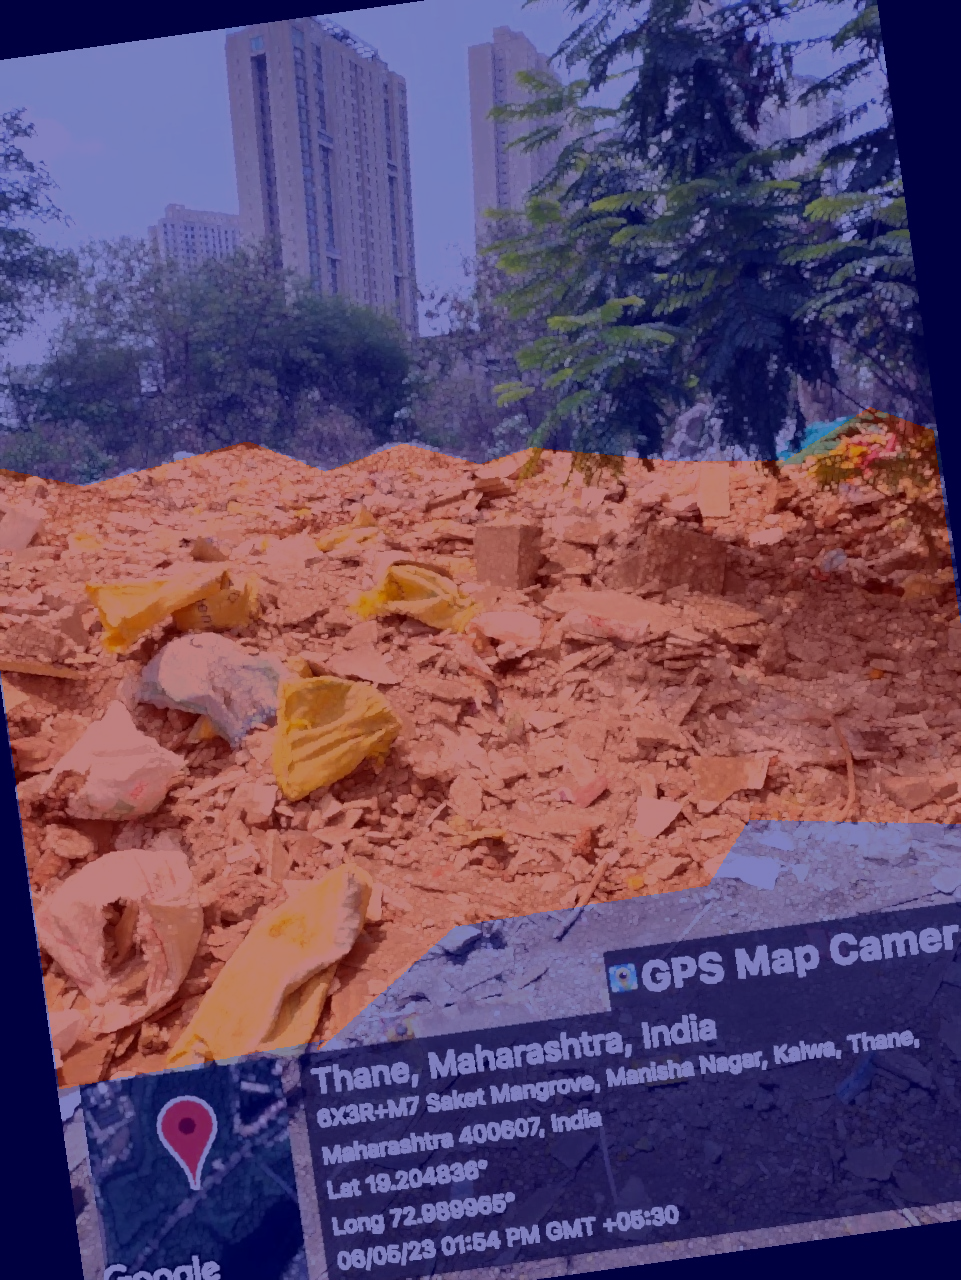 GPS Map Camer
Thane, Maharashtra, India
6X3R+M7 Saket Mangrove, Manisha Nagar, Kalwa, Thane,
Maharashtra 400607, India
Lat 19.204836°
Long 72.989965°
06/05/23 01:54 PM GMT +05:30
Google